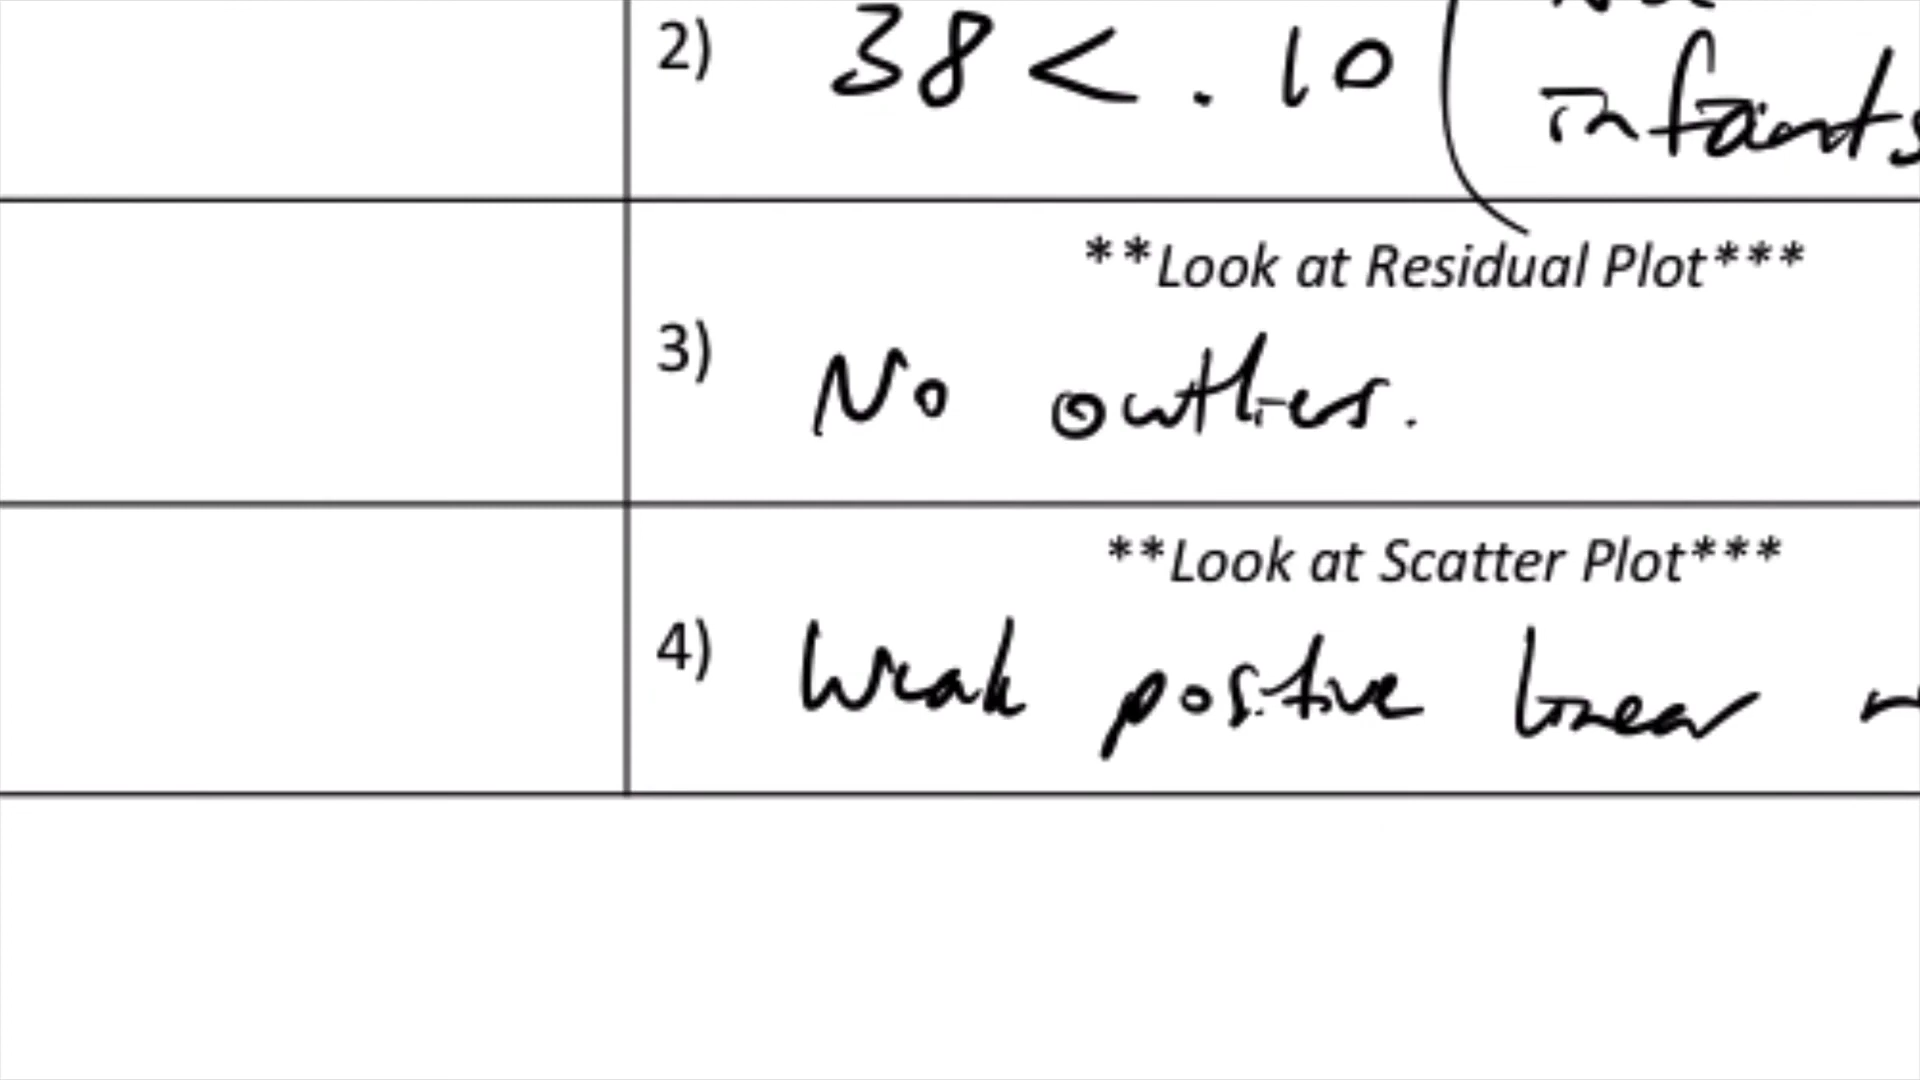 2) 38 < .10
infants
**Look at Residual Plot***
3) No outliers.
**Look at Scatter Plot***
4) Weak positive linear